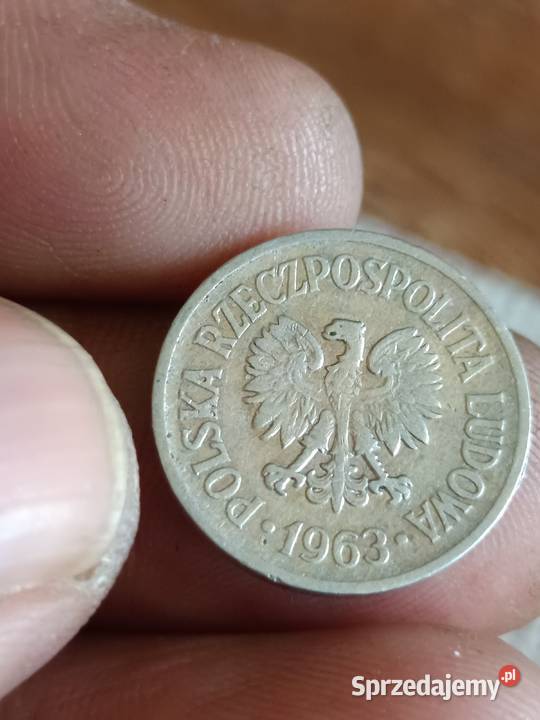 POLSKA RZECZPOSPOLITA LUDOWA
1963
Sprzedajemy.pl